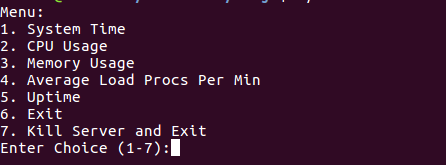 Menu:
1. System Time
2. CPU Usage
3. Memory Usage
4. Average Load Procs Per Min
5. Uptime
6. Exit
7. Kill Server and Exit
Enter Choice (1-7):